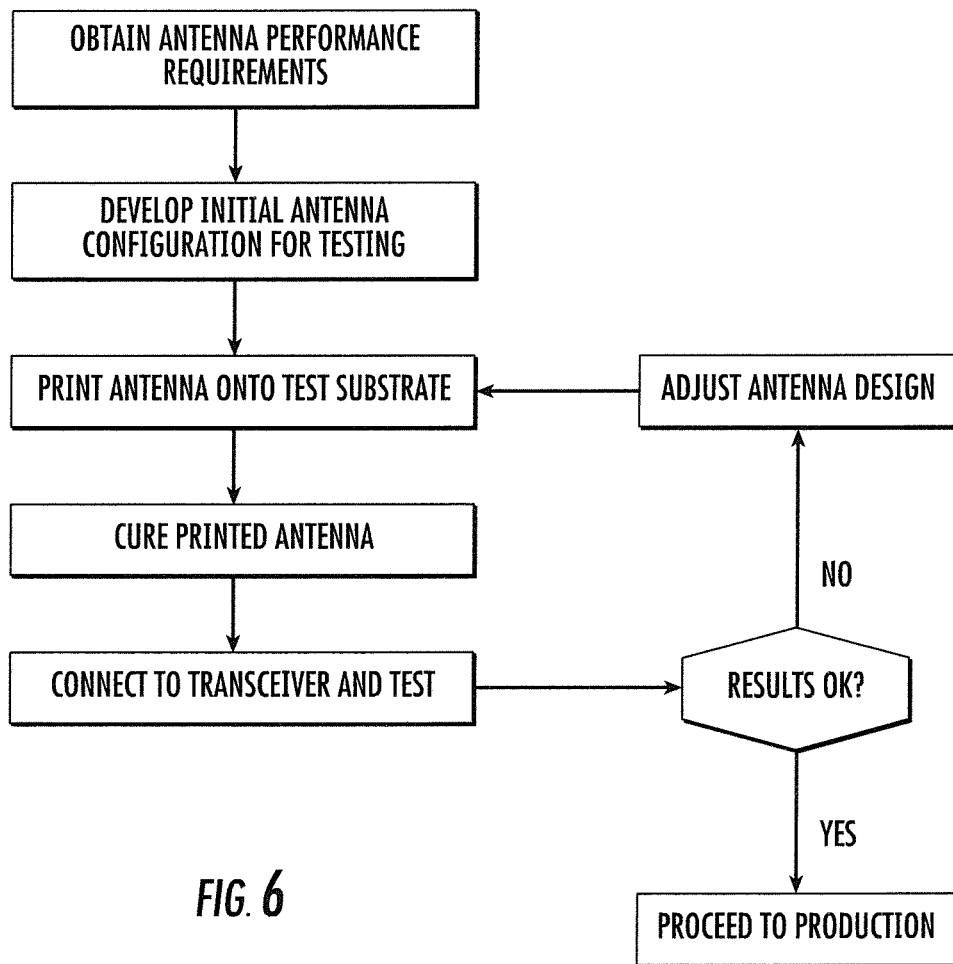 OBTAIN ANTENNA PERFORMANCE
REQUIREMENTS
DEVELOP INITIAL ANTENNA
CONFIGURATION FOR TESTING
PRINT ANTENNA ONTO TEST SUBSTRATE
ADJUST ANTENNA DESIGN
CURE PRINTED ANTENNA
NO
CONNECT TO TRANSCEIVER AND TEST
RESULTS OK?
YES
FIG. 6
PROCEED TO PRODUCTION